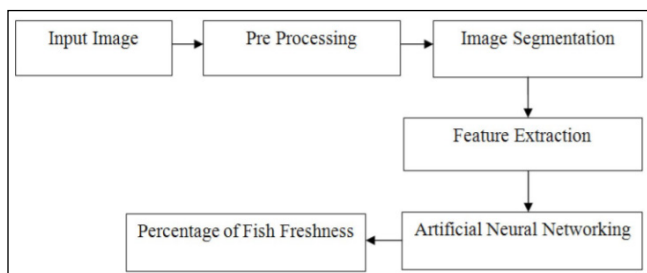 Input Image
Pre Processing
Image Segmentation
Feature Extraction
Artificial Neural Networking
Percentage of Fish Freshness